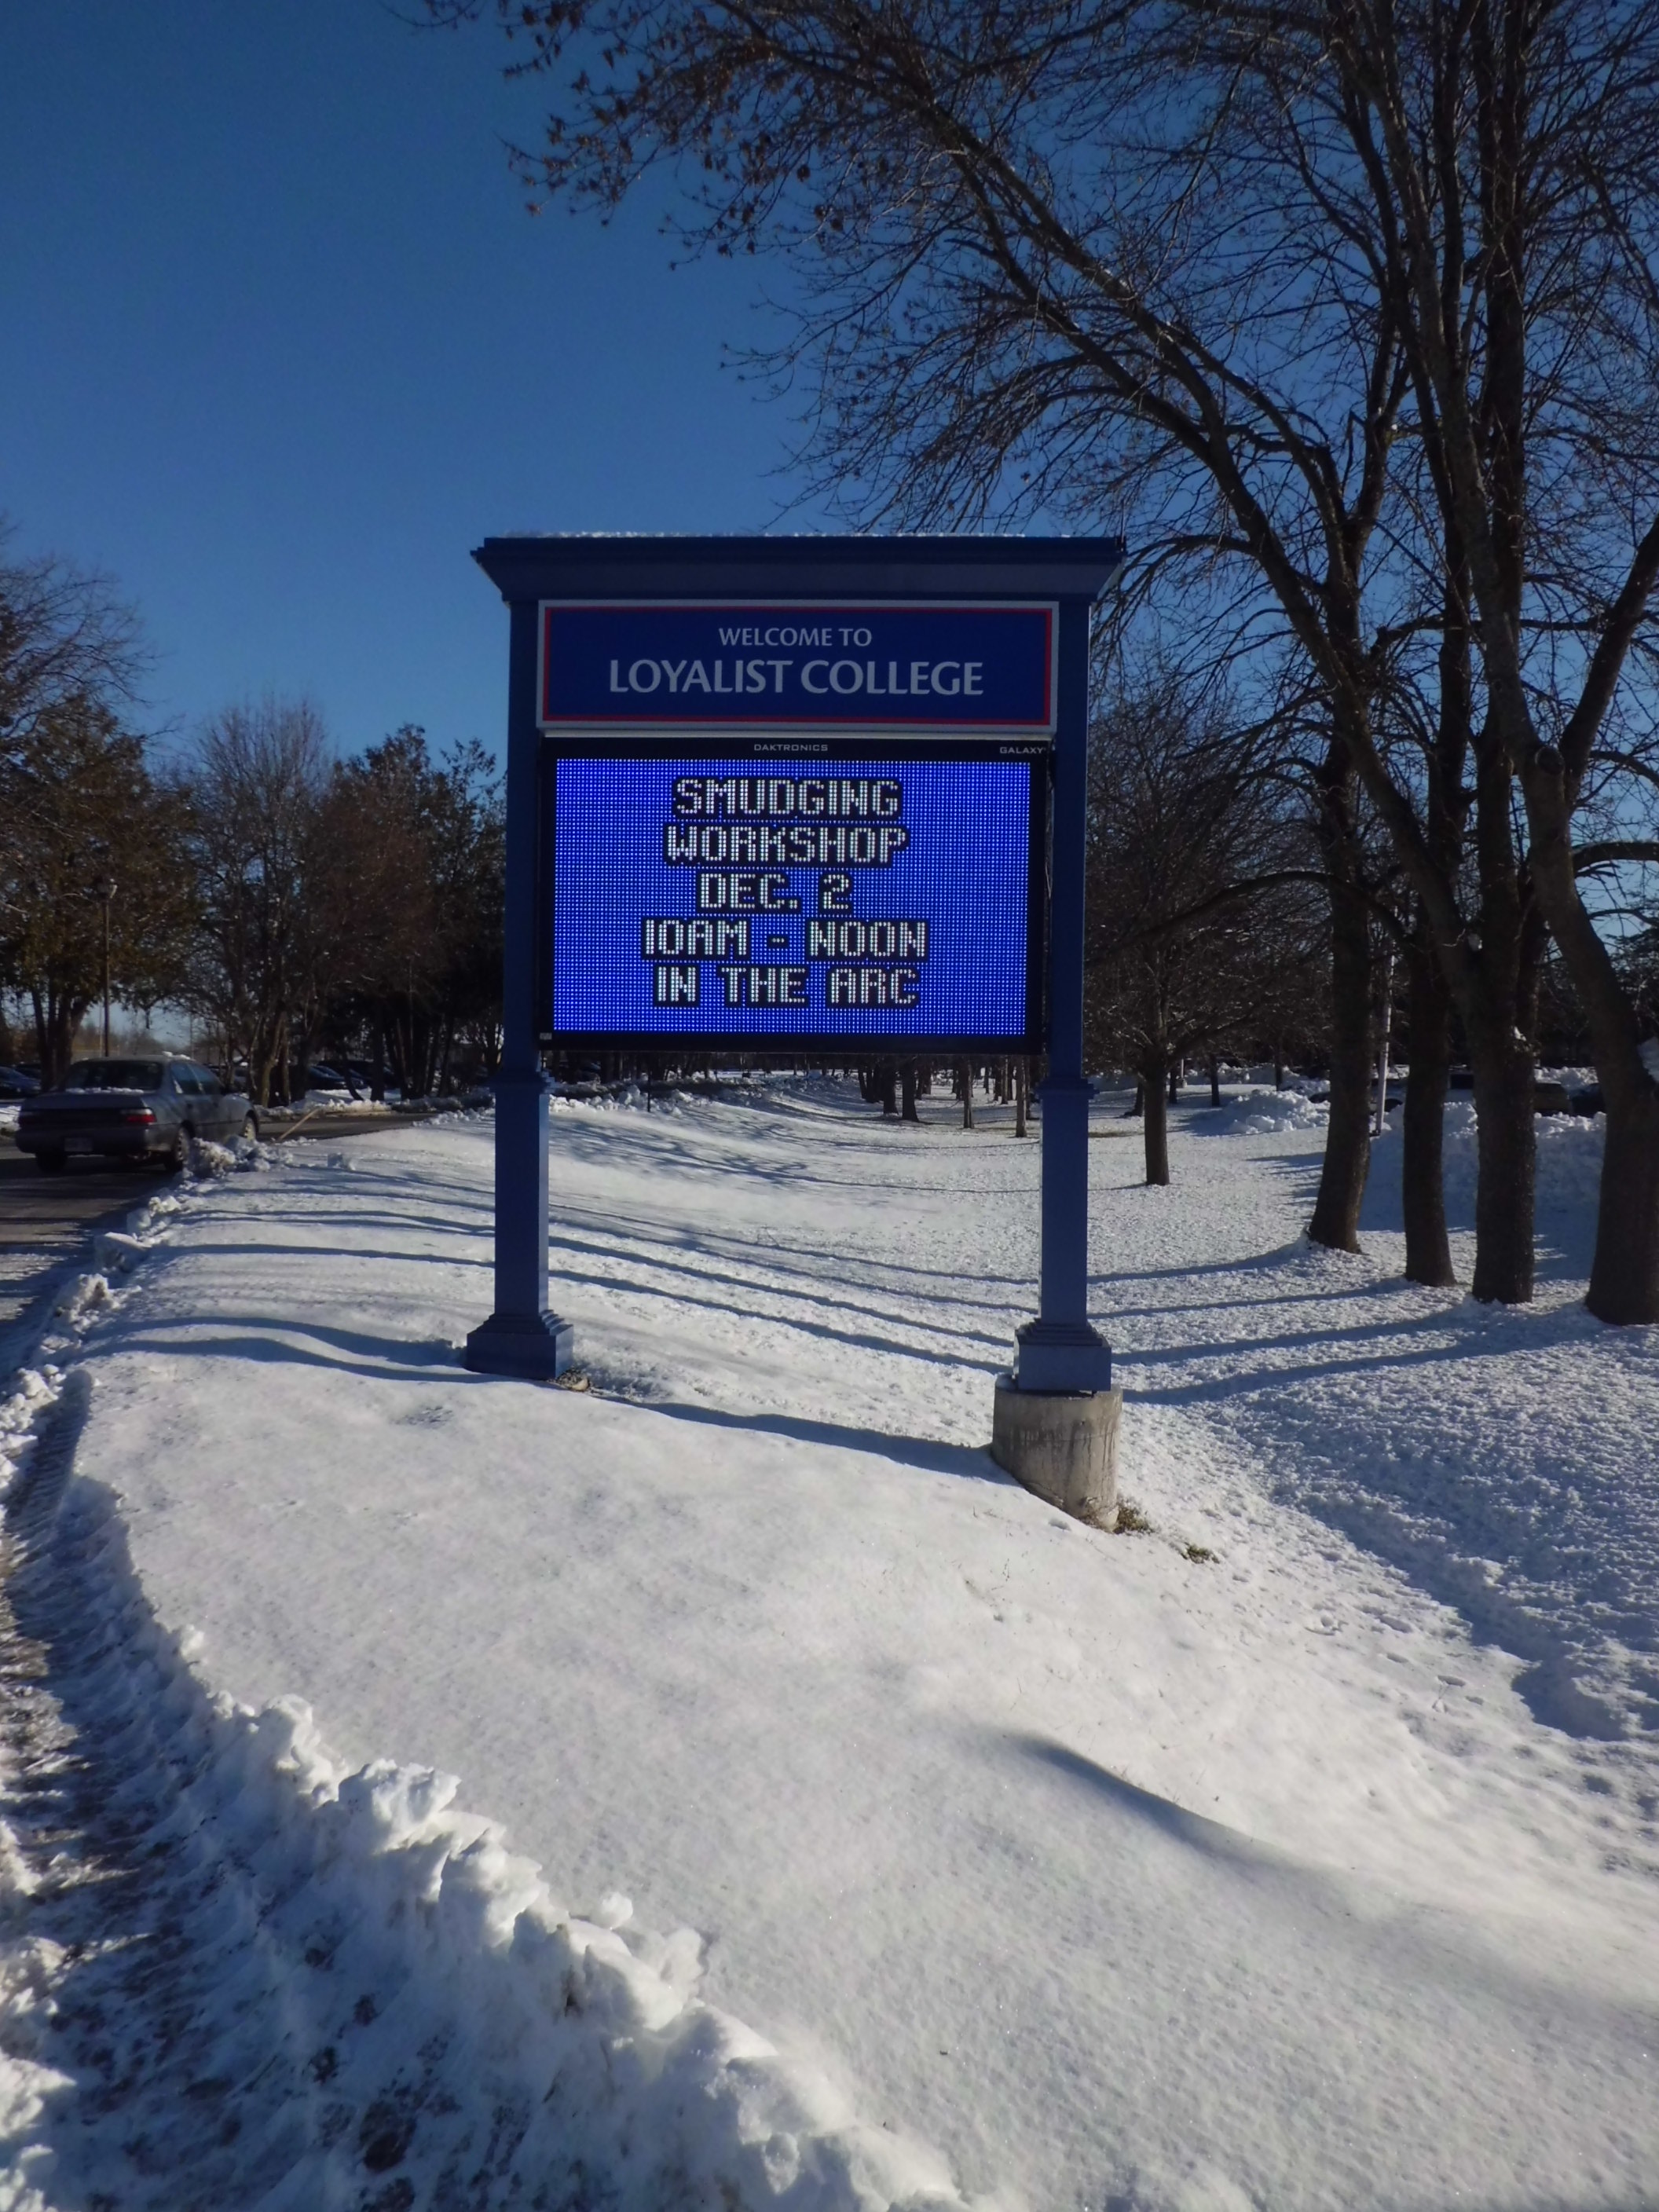 WELCOME TO
LOYALIST COLLEGE
DAKTRONICS GALAXY
SMUDGING
WORKSHOP
DEC. 2
10AM - NOON
IN THE ARC